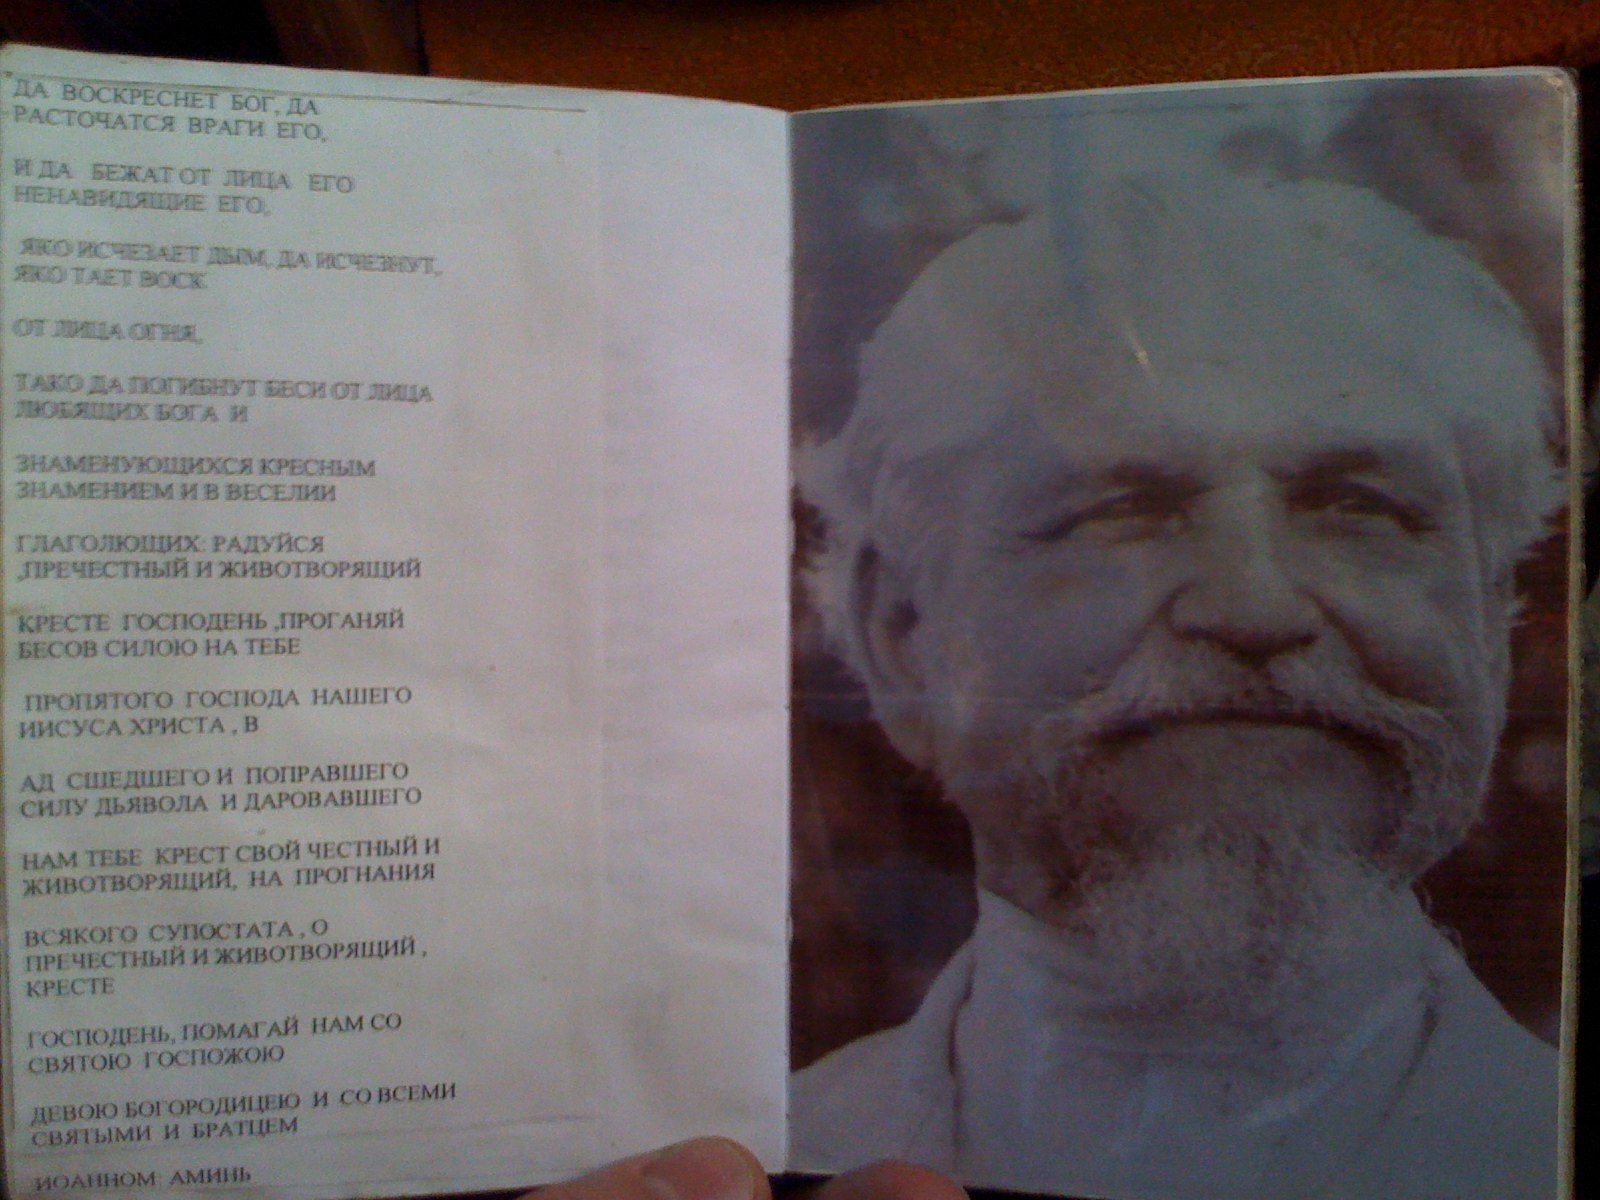 ДА ВОСКРЕСНЕТ БОГ, ДА
РАСТОЧАТСЯ ВРАГИ ЕГО,
И ДА БЕЖАТ ОТ ЛИЦА ЕГО
НЕНАВИДЯЩИЕ ЕГО,
ЯКО ИСЧЕЗАЕТ ДЫМ, ДА ИСЧЕЗНУТ,
ЯКО ТАЕТ ВОСК
ОТ ЛИЦА ОГНЯ,
ТАКО ДА ПОГИБНУТ БЕСИ ОТ ЛИЦА
ЛЮБЯЩИХ БОГА И
ЗНАМЕНУЮЩИХСЯ КРЕСНЫМ
ЗНАМЕНИЕМ И В ВЕСЕЛИИ
ГЛАГОЛЮЩИХ: РАДУЙСЯ
,ПРЕЧЕСТНЫЙ И ЖИВОТВОРЯЩИЙ
КРЕСТЕ ГОСПОДЕНЬ ,ПРОГАНЯЙ
БЕСОВ СИЛОЮ НА ТЕБЕ
ПРОПЯТОГО ГОСПОДА НАШЕГО
ИИСУСА ХРИСТА , В
АД СШЕДШЕГО И ПОПРАВШЕГО
СИЛУ ДЬЯВОЛА И ДАРОВАВШЕГО
НАМ ТЕБЕ КРЕСТ СВОЙ ЧЕСТНЫЙ И
ЖИВОТВОРЯЩИЙ, НА ПРОГНАНИЯ
ВСЯКОГО СУПОСТАТА , О
ПРЕЧЕСТНЫЙ И ЖИВОТВОРЯЩИЙ ,
КРЕСТЕ
ГОСПОДЕНЬ, ПОМАГАЙ НАМ СО
СВЯТОЮ ГОСПОЖОЮ
ДЕВОЮ БОГОРОДИЦЕЮ И СО ВСЕМИ
СВЯТЫМИ И БРАТЦЕМ
ИОАННОМ: АМИНЬ